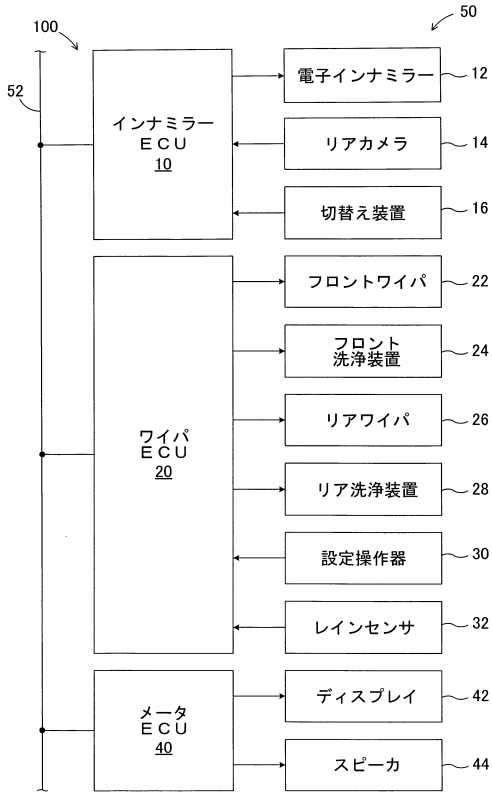 100
50
52
インナミラー
ＥＣＵ
10
電子インナミラー
12
リアカメラ
14
切替え装置
16
ワイパ
ＥＣＵ
20
フロントワイパ
22
フロント
洗浄装置
24
リアワイパ
26
リア洗浄装置
28
設定操作器
30
レインセンサ
32
メータ
ＥＣＵ
40
ディスプレイ
42
スピーカ
44